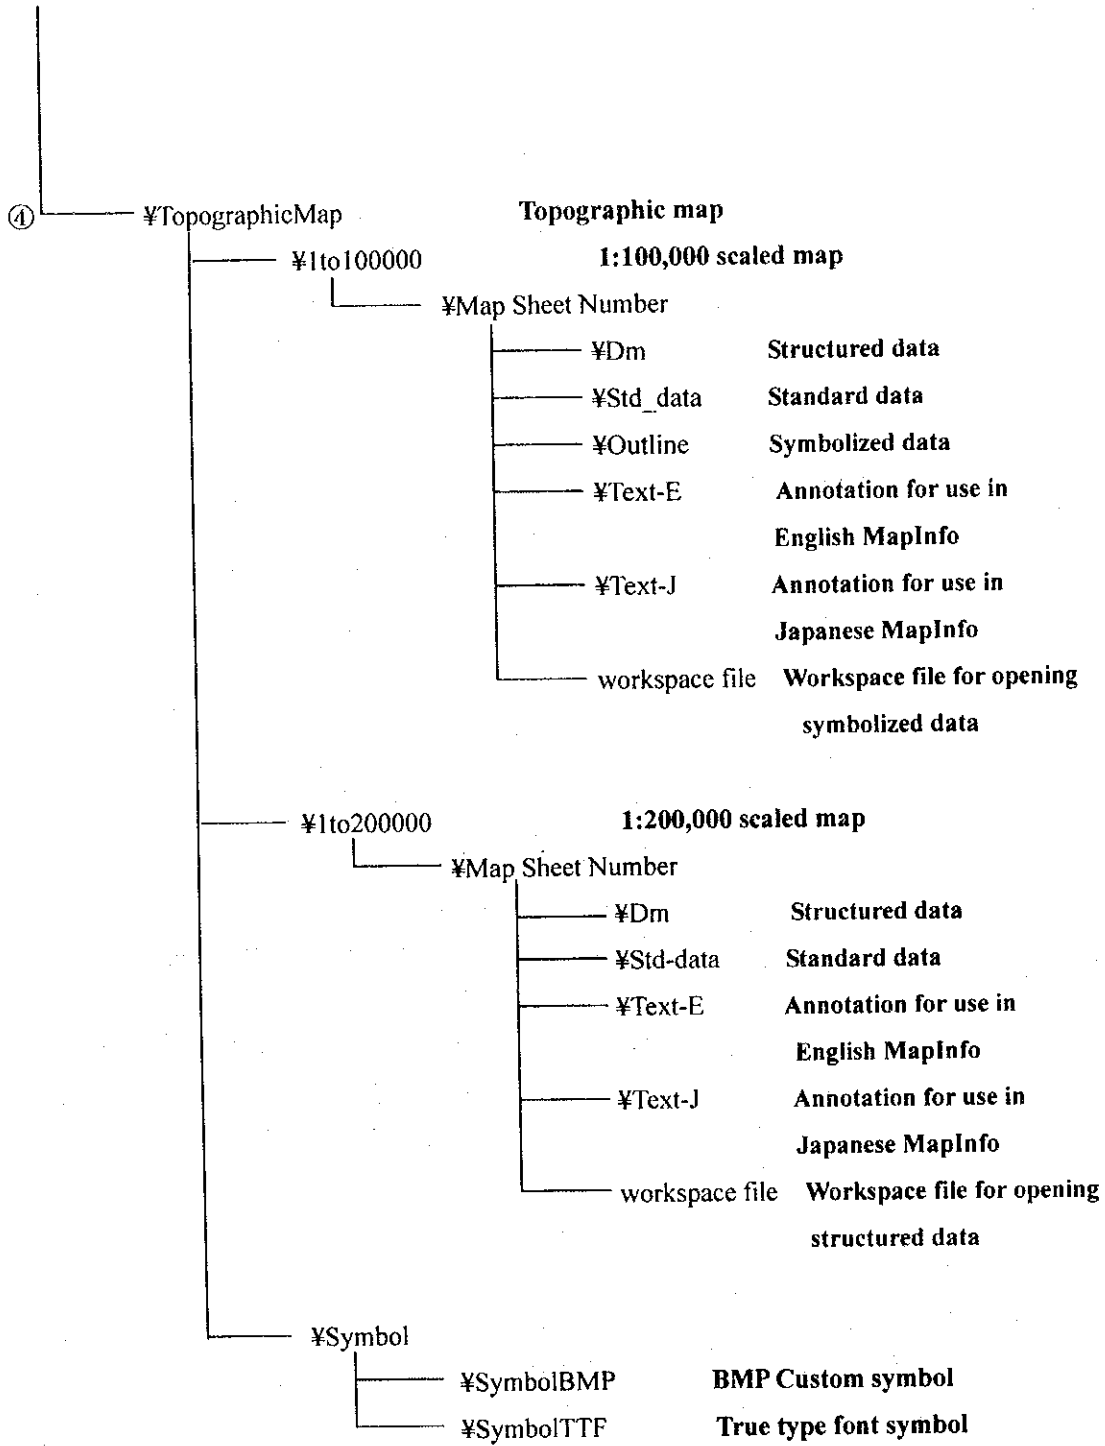 ④ ¥TopographicMap Topographic map
¥1to100000 1:100,000 scaled map
¥Map Sheet Number
¥Dm Structured data
¥Std_data Standard data
¥Outline Symbolized data
¥Text-E Annotation for use in
English MapInfo
¥Text-J Annotation for use in
Japanese MapInfo
workspace file Workspace file for opening
symbolized data
¥1to200000 1:200,000 scaled map
¥Map Sheet Number
¥Dm Structured data
¥Std-data Standard data
¥Text-E Annotation for use in
English MapInfo
¥Text-J Annotation for use in
Japanese MapInfo
workspace file Workspace file for opening
structured data
¥Symbol
¥SymbolBMP BMP Custom symbol
¥SymbolTTF True type font symbol